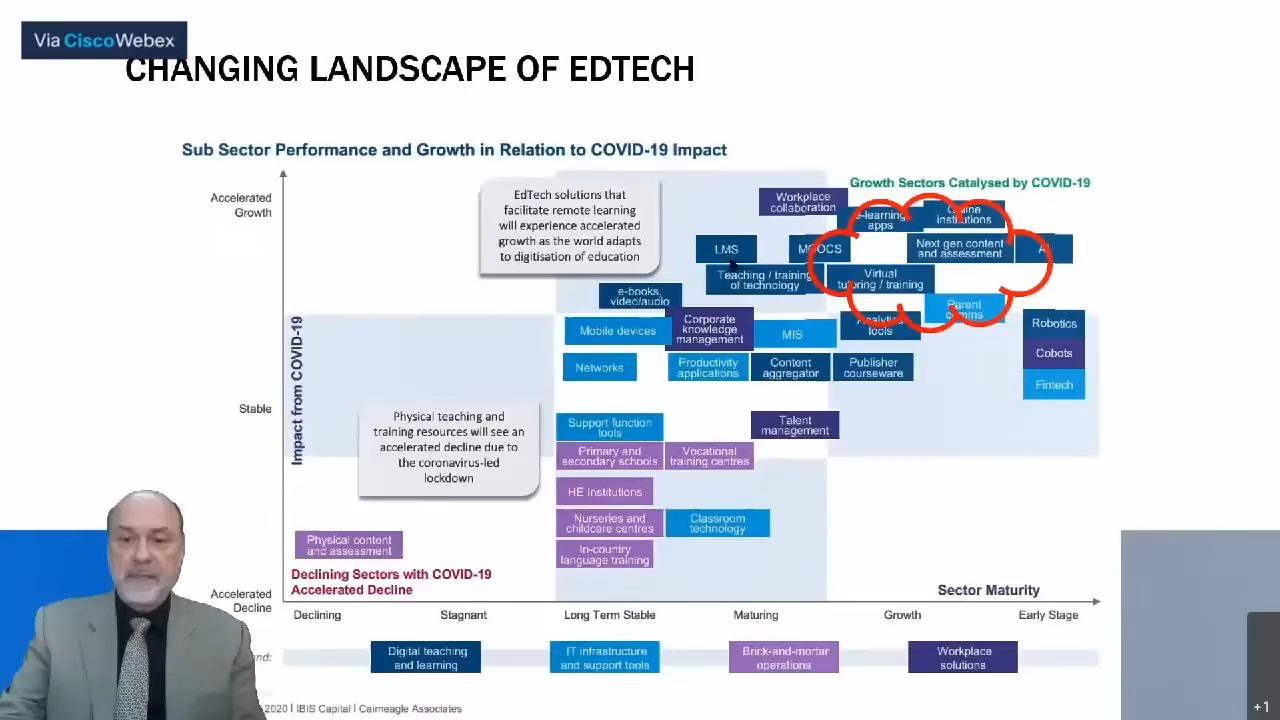 Via CiscoWebex
CHANGING LANDSCAPE OF EDTECH
Sub Sector Performance and Growth in Relation to COVID-19 Impact
Accelerated
Growth
Stable
Accelerated
Decline
Impact from COVID-19
EdTech solutions that
facilitate remote learning
will experience accelerated
growth as the world adapts
to digitisation of education
Growth Sectors Catalysed by COVID-19
Workplace
collaboration
e-learning
apps
Online
institutions
LMS
MOOCS
Next gen content
and assessment
Teaching / training
of technology
Virtual
tutoring / training
e-books,
video/audio
Parent
comms
Mobile devices
Corporate
knowledge
management
MIS
Analytics
tools
Robotics
Cobots
Fintech
Networks
Productivity
applications
Content
aggregator
Publisher
courseware
Physical teaching and
training resources will see an
accelerated decline due to
the coronavirus-led
lockdown
Support function
tools
Talent
management
Primary and
secondary schools
Vocational
training centres
HE Institutions
Nurseries and
childcare centres
Classroom
technology
In-country
language training
Physical content
and assessment
Declining Sectors with COVID-19
Accelerated Decline
Sector Maturity
Declining
Stagnant
Long Term Stable
Maturing
Growth
Early Stage
Digital teaching
and learning
IT infrastructure
and support tools
Brick-and-mortar
operations
Workplace
solutions
2020 | IBIS Capital | Cairneagle Associates
+1